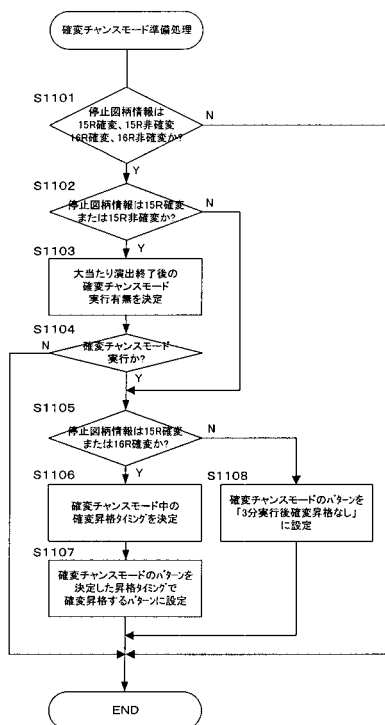 確変チャンスモード準備処理
S1101
停止図柄情報は
15R確変、15R非確変
16R確変、16R非確変か?
N
Y
S1102
停止図柄情報は15R確変
または15R非確変か?
N
Y
S1103
大当たり演出終了後の
確変チャンスモード
実行有無を決定
S1104
確変チャンスモード
実行か?
N
Y
S1105
停止図柄情報は15R確変
または16R確変か?
N
Y
S1106
確変チャンスモード中の
確変昇格タイミングを決定
S1108
確変チャンスモードのパターンを
「3分実行後確変昇格なし」
に設定
S1107
確変チャンスモードのパターンを
決定した昇格タイミングで
確変昇格するパターンに設定
END